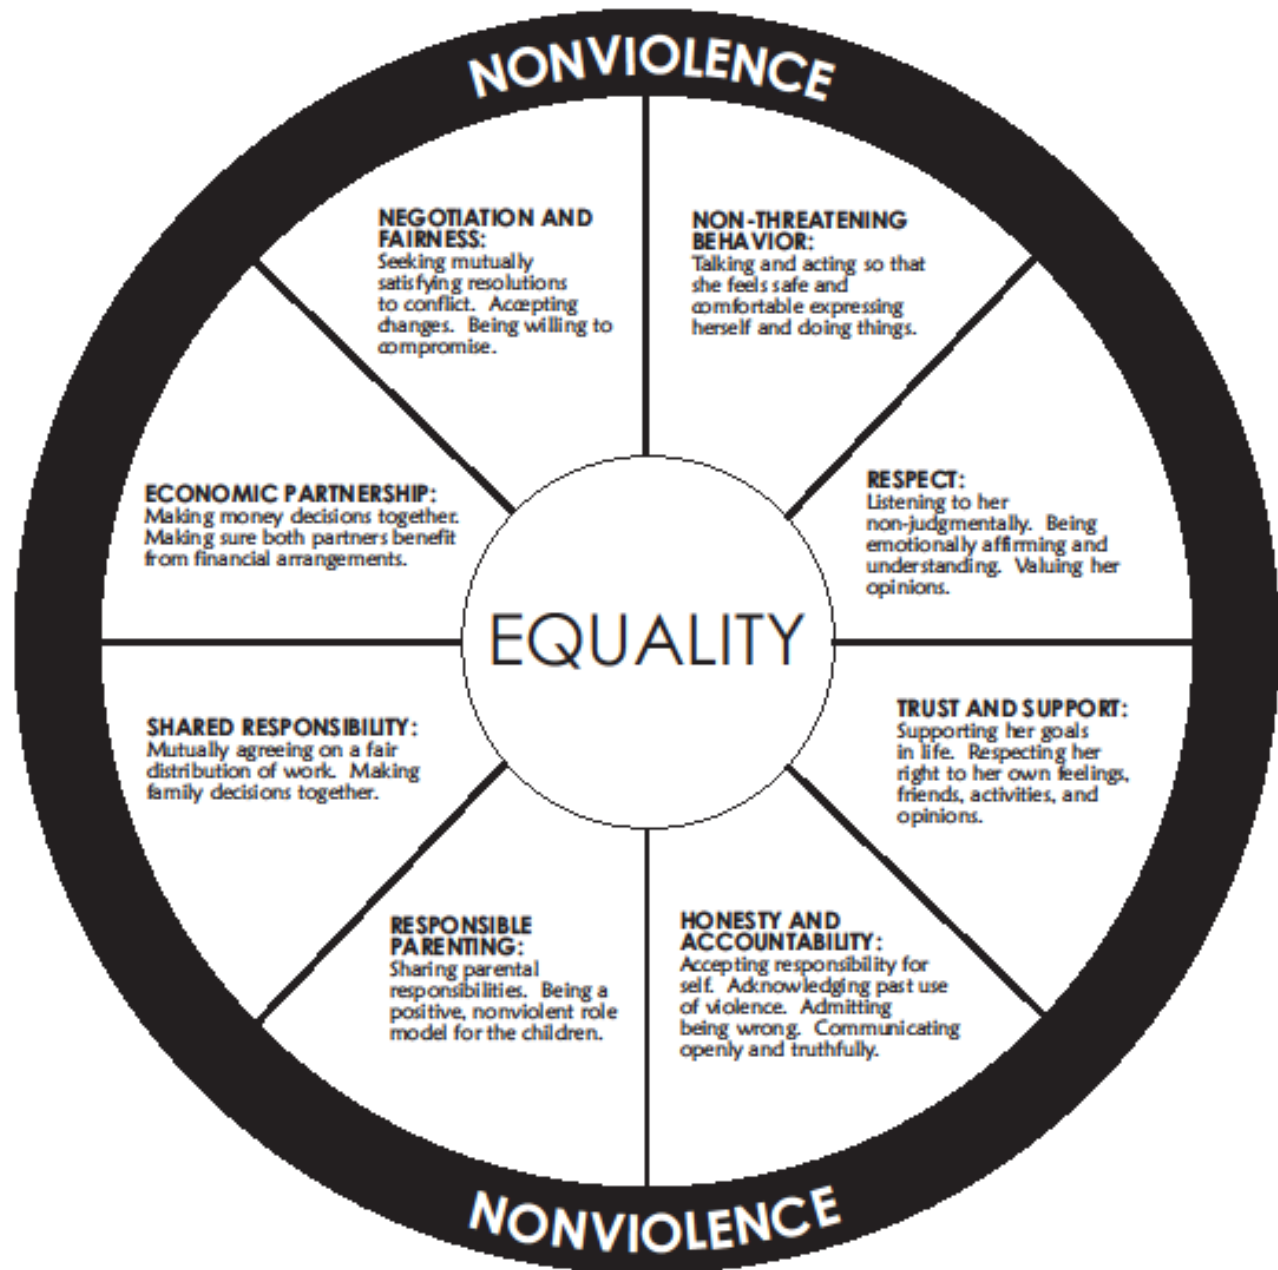 NONVIOLENCE
NEGOTIATION AND
FAIRNESS:
Seeking mutually
satisfying resolutions
to conflict. Accepting
changes. Being willing to
compromise.
NON-THREATENING
BEHAVIOR:
Talking and acting so that
she feels safe and
comfortable expressing
herself and doing things.
ECONOMIC PARTNERSHIP:
Making money decisions together.
Making sure both partners benefit
from financial arrangements.
RESPECT:
Listening to her
non-judgmentally. Being
emotionally affirming and
understanding. Valuing her
opinions.
EQUALITY
SHARED RESPONSIBILITY:
Mutually agreeing on a fair
distribution of work. Making
family decisions together.
TRUST AND SUPPORT:
Supporting her goals
in life. Respecting her
right to her own feelings,
friends, activities, and
opinions.
RESPONSIBLE
PARENTING:
Sharing parental
responsibilities. Being a
positive, nonviolent role
model for the children.
HONESTY AND
ACCOUNTABILITY:
Accepting responsibility for
self. Acknowledging past use
of violence. Admitting
being wrong. Communicating
openly and truthfully.
NONVIOLENCE